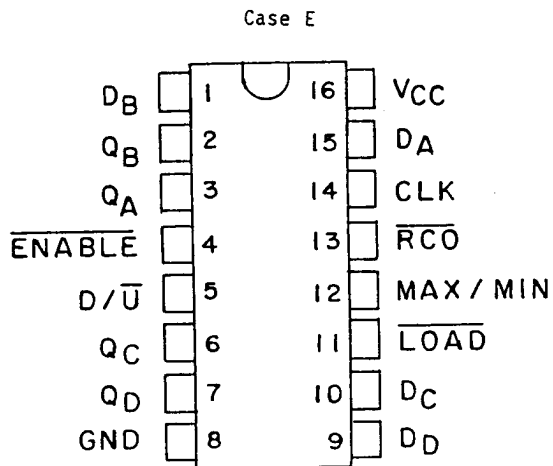 Case E
DB 1 16 VCC
QB 2 15 DA
QA 3 14 CLK
ENABLE 4 13 RCO
D/U 5 12 MAX/MIN
QC 6 11 LOAD
QD 7 10 DC
GND 8 9 DD